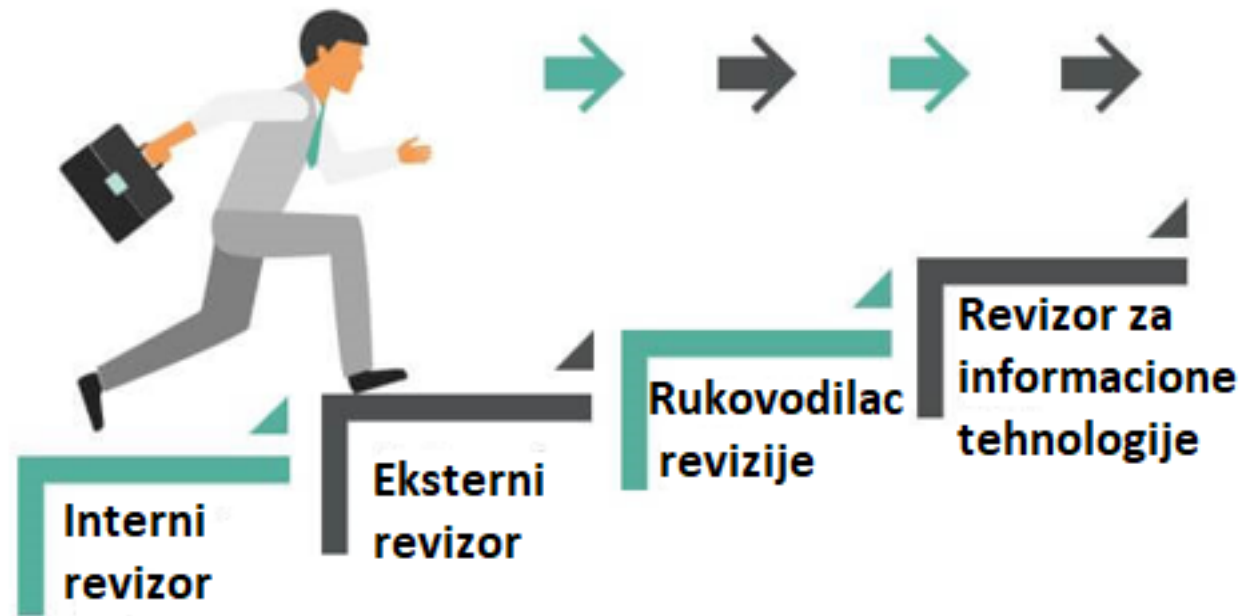 Interni
revizor
Eksterni
revizor
Rukovodilac
revizije
Revizor za
informacione
tehnologije